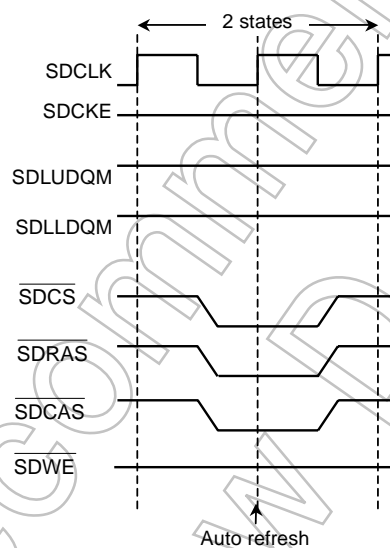 2 states
SDCLK
SDCKE
SDLUDQM
SDLLDQM
SDCS
SDRAS
SDCAS
SDWE
Auto refresh